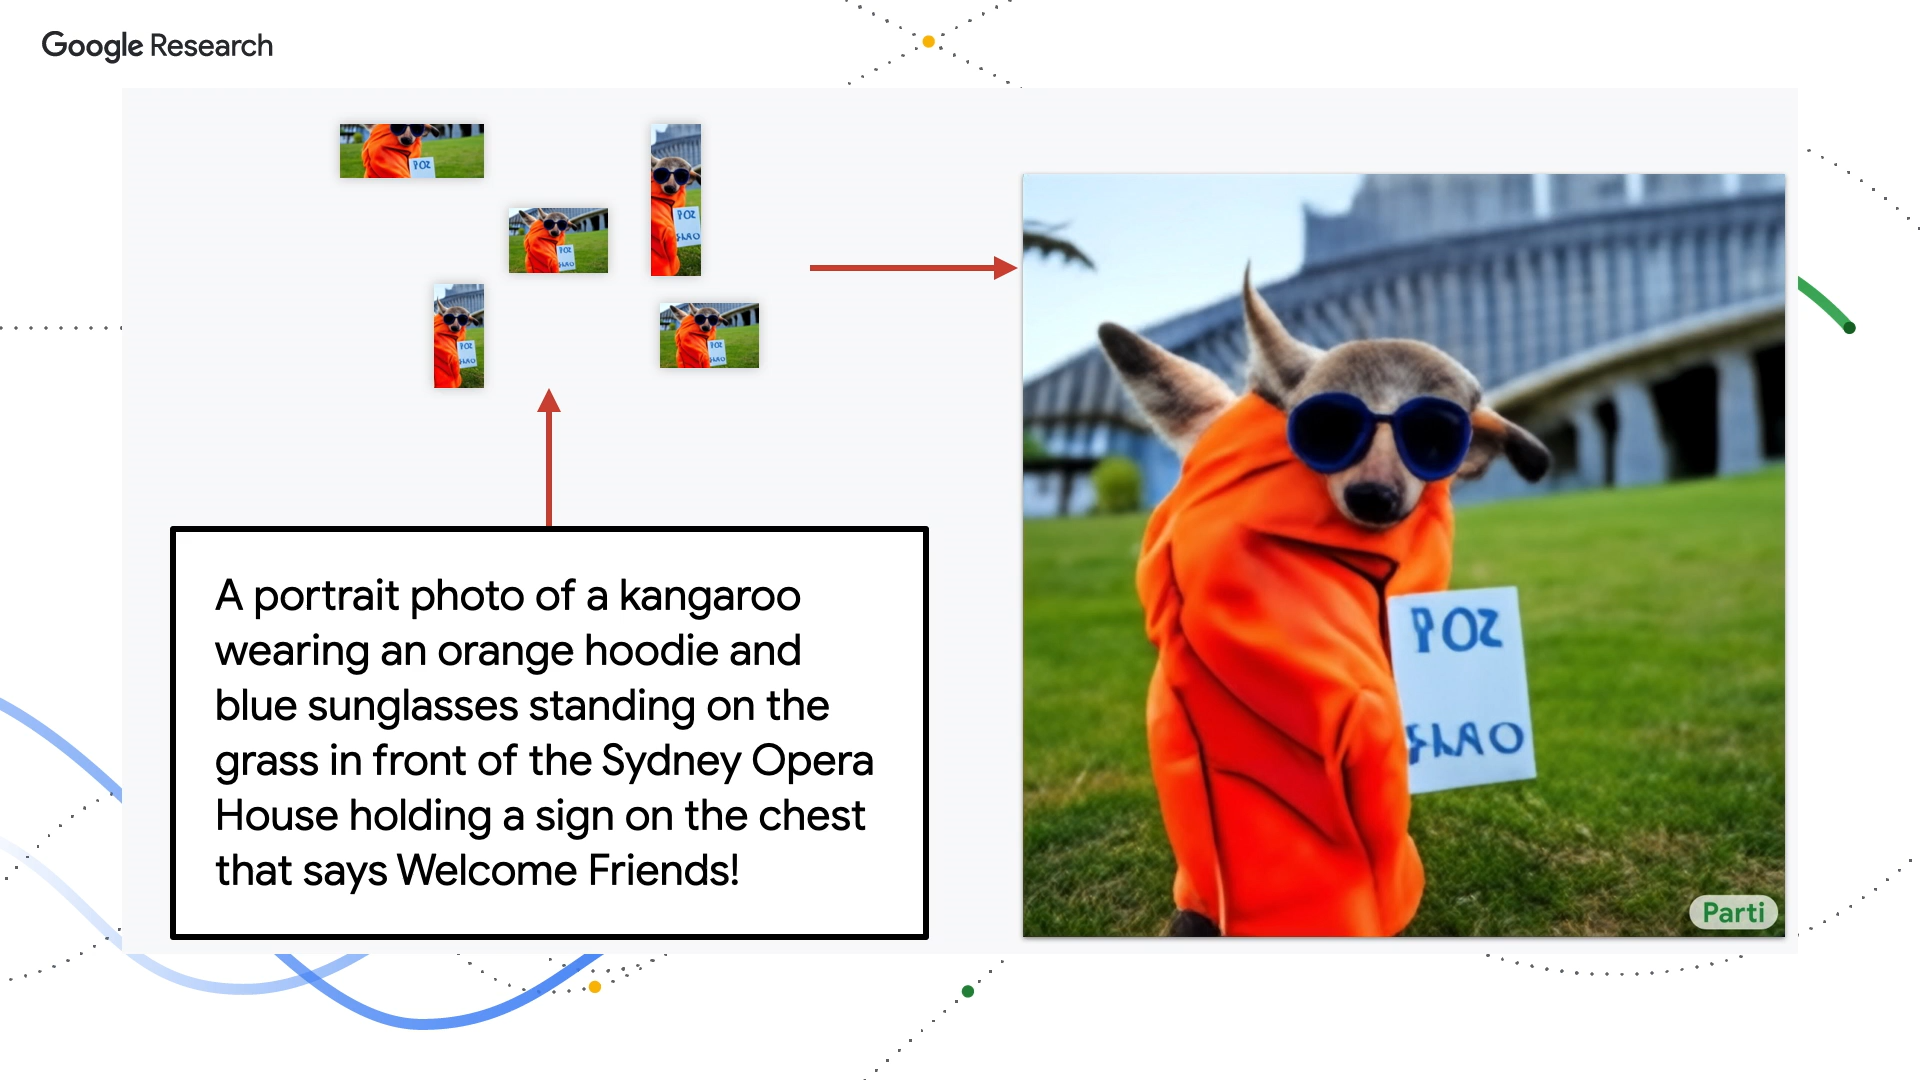 Google Research
A portrait photo of a kangaroo
wearing an orange hoodie and
blue sunglasses standing on the
grass in front of the Sydney Opera
House holding a sign on the chest
that says Welcome Friends!
Parti